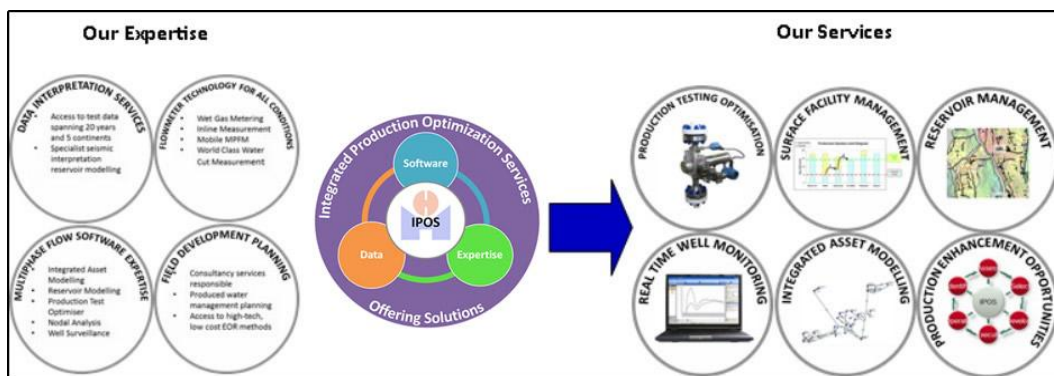 Our Expertise
DATA INTERPRETATION SERVICES
Access to test data
spanning 20 years
and 5 continents
Specialist seismic
interpretation
reservoir modelling
FLOWMETER TECHNOLOGY FOR ALL CONDITIONS
Wet Gas Metering
Inline Measurement
Mobile MPFM
World Class Water
Cut Measurement
MULTIPHASE FLOW SOFTWARE EXPERTISE
Integrated Asset
Modelling
Reservoir Modelling
Production Test
Optimiser
Nodal Analysis
Well Surveillance
FIELD DEVELOPMENT PLANNING
Consultancy services
responsible
Produced water
management planning
Access to high-tech,
low cost EOR methods
Integrated Production Optimization Services
Software
IPOS
Data
Expertise
Offering Solutions
Our Services
PRODUCTION TESTING OPTIMISATION
SURFACE FACILITY MANAGEMENT
RESERVOIR MANAGEMENT
REAL TIME WELL MONITORING
INTEGRATED ASSET MODELLING
PRODUCTION ENHANCEMENT OPPORTUNITIES
IPOS